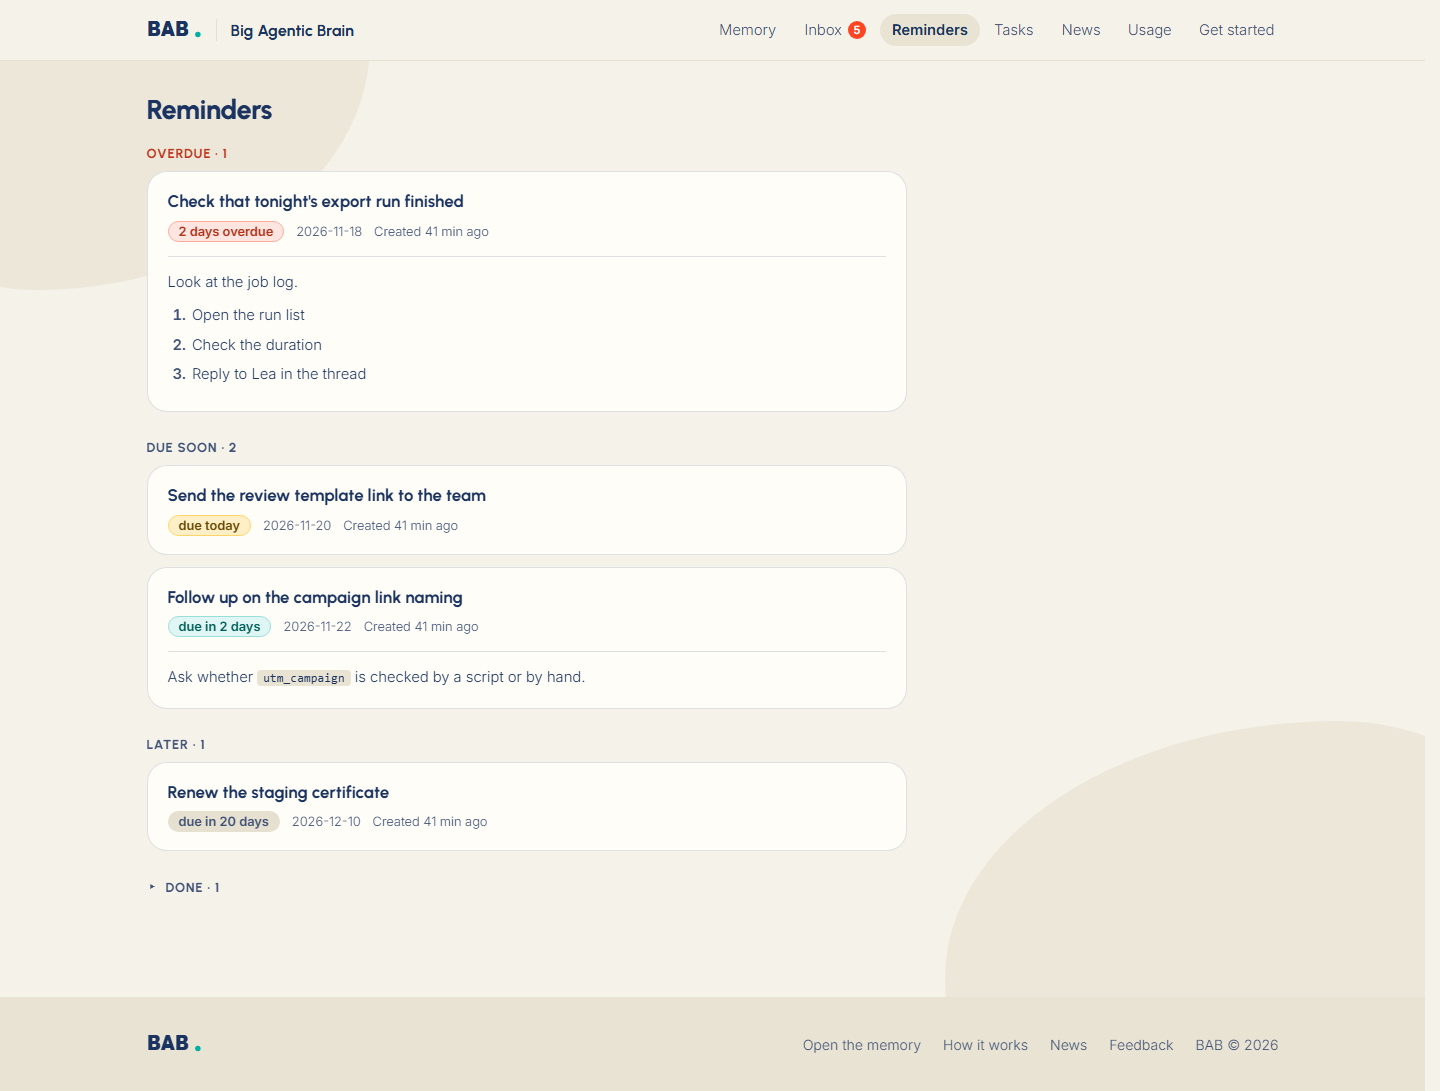 BAB. Big Agentic Brain
Memory Inbox 5 Reminders Tasks News Usage Get started
Reminders
OVERDUE · 1
Check that tonight's export run finished
2 days overdue 2026-11-18 Created 41 min ago
Look at the job log.
1. Open the run list
2. Check the duration
3. Reply to Lea in the thread
DUE SOON · 2
Send the review template link to the team
due today 2026-11-20 Created 41 min ago
Follow up on the campaign link naming
due in 2 days 2026-11-22 Created 41 min ago
Ask whether utm_campaign is checked by a script or by hand.
LATER · 1
Renew the staging certificate
due in 20 days 2026-12-10 Created 41 min ago
DONE · 1
BAB. Open the memory How it works News Feedback BAB © 2026